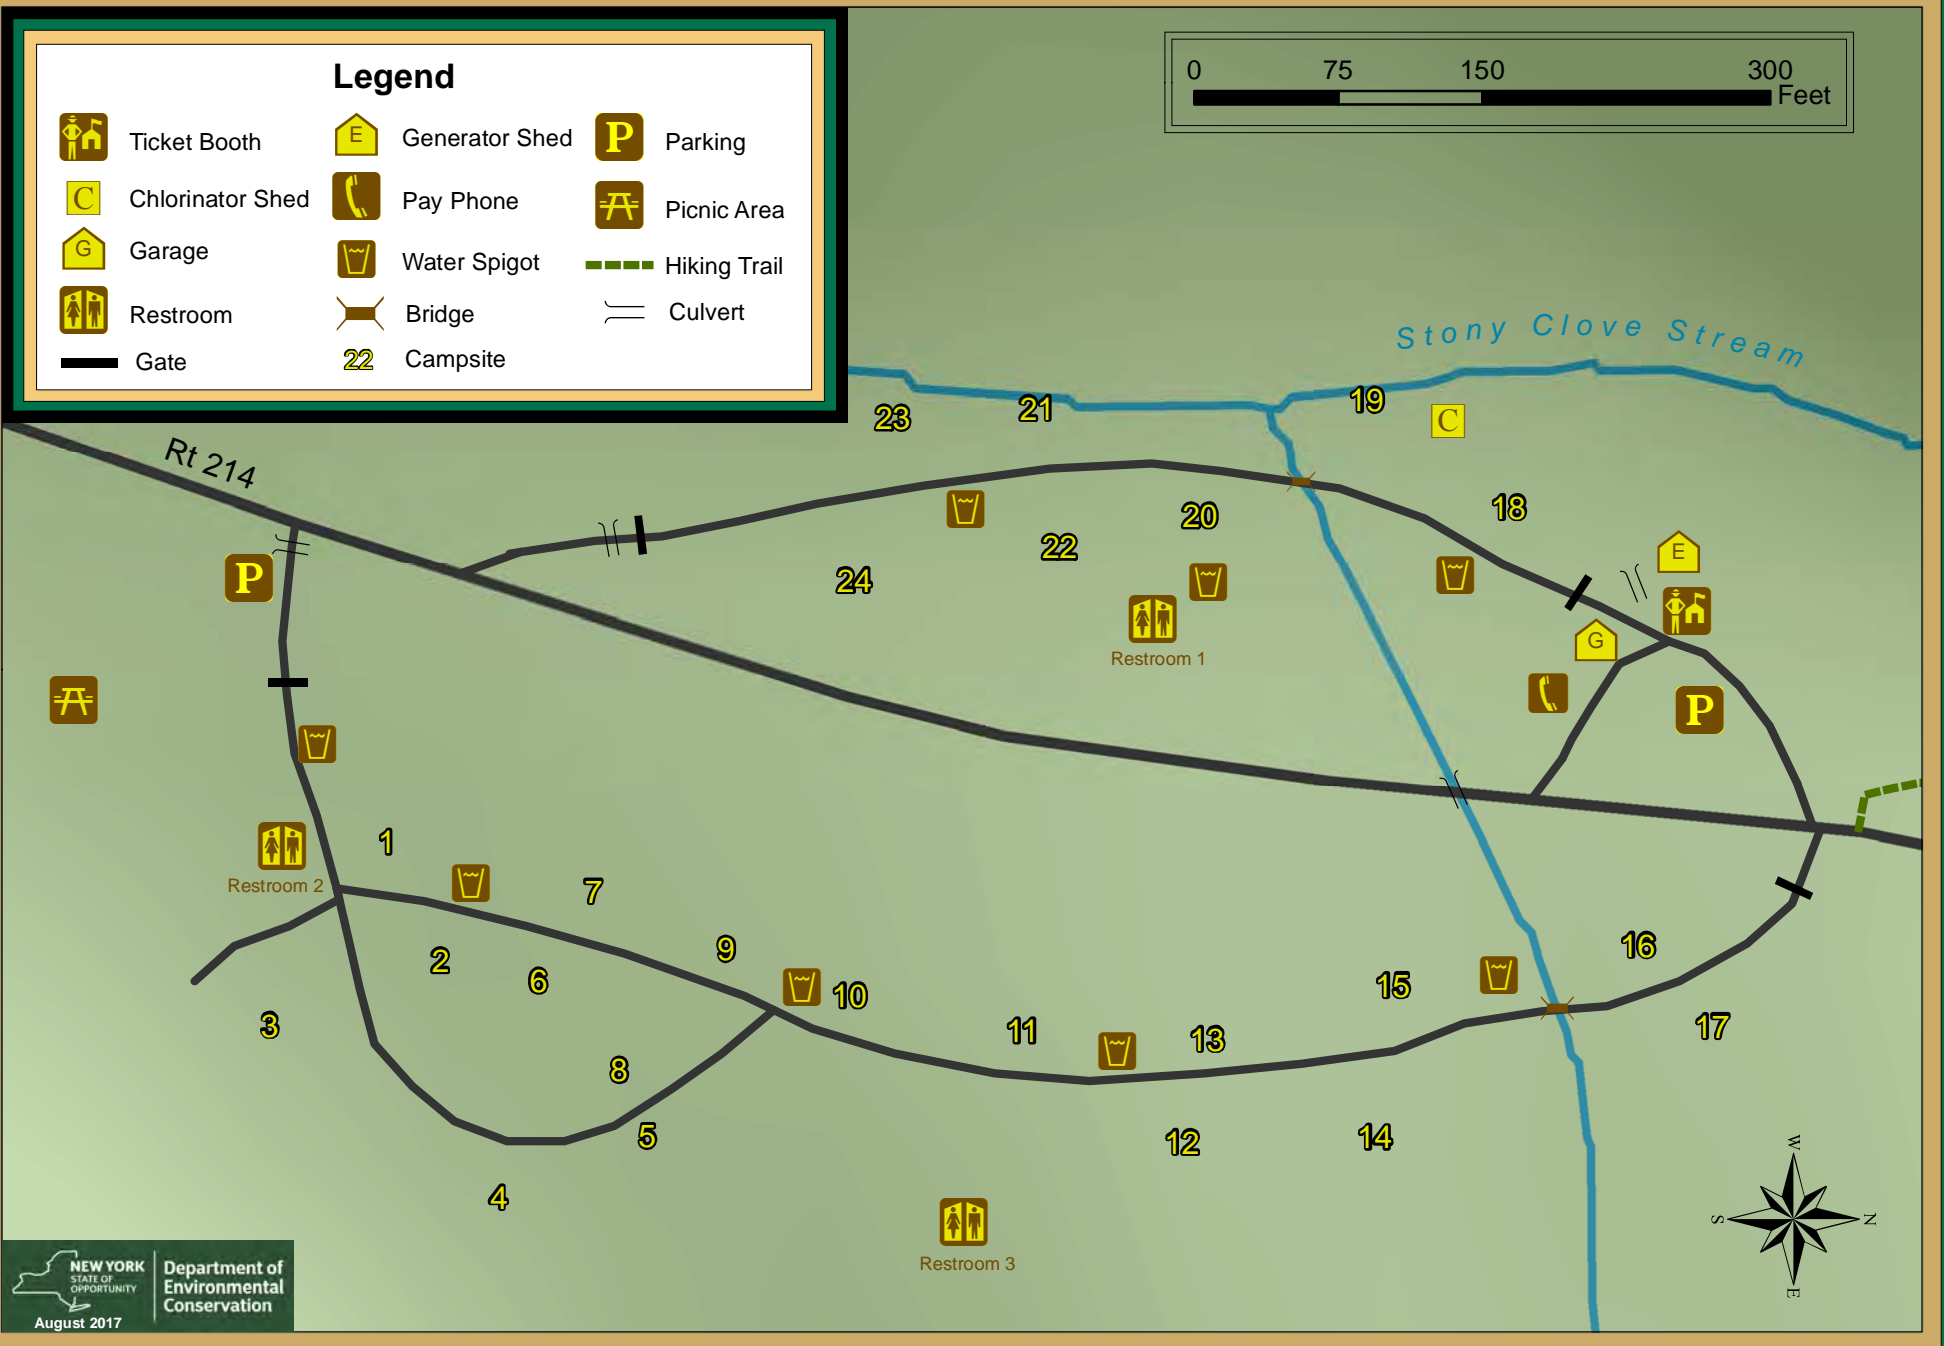 Legend
Ticket Booth
Chlorinator Shed
Garage
Restroom
Gate
Generator Shed
Pay Phone
Water Spigot
Bridge
22 Campsite
Parking
Picnic Area
Hiking Trail
Culvert
C
G
E
P
0 75 150 300
Feet
Stony Clove Stream
Rt 214
23
21
19
C
18
20
22
24
E
G
P
P
Restroom 1
Restroom 2
1
2
3
4
5
6
7
8
9
10
11
12
13
14
15
16
17
Restroom 3
W
S
N
E
NEW YORK
STATE OF
OPPORTUNITY
Department of
Environmental
Conservation
August 2017